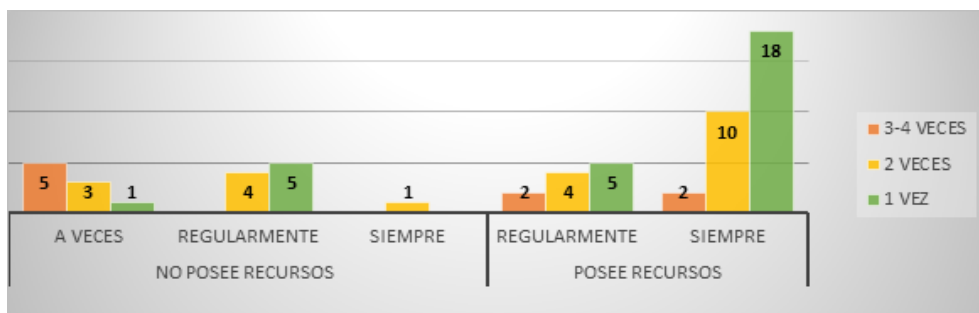 18
10
5 3 1 4 5 1 2 4 5 2
A VECES REGULARMENTE SIEMPRE REGULARMENTE SIEMPRE
NO POSEE RECURSOS POSEE RECURSOS
3-4 VECES
2 VECES
1 VEZ